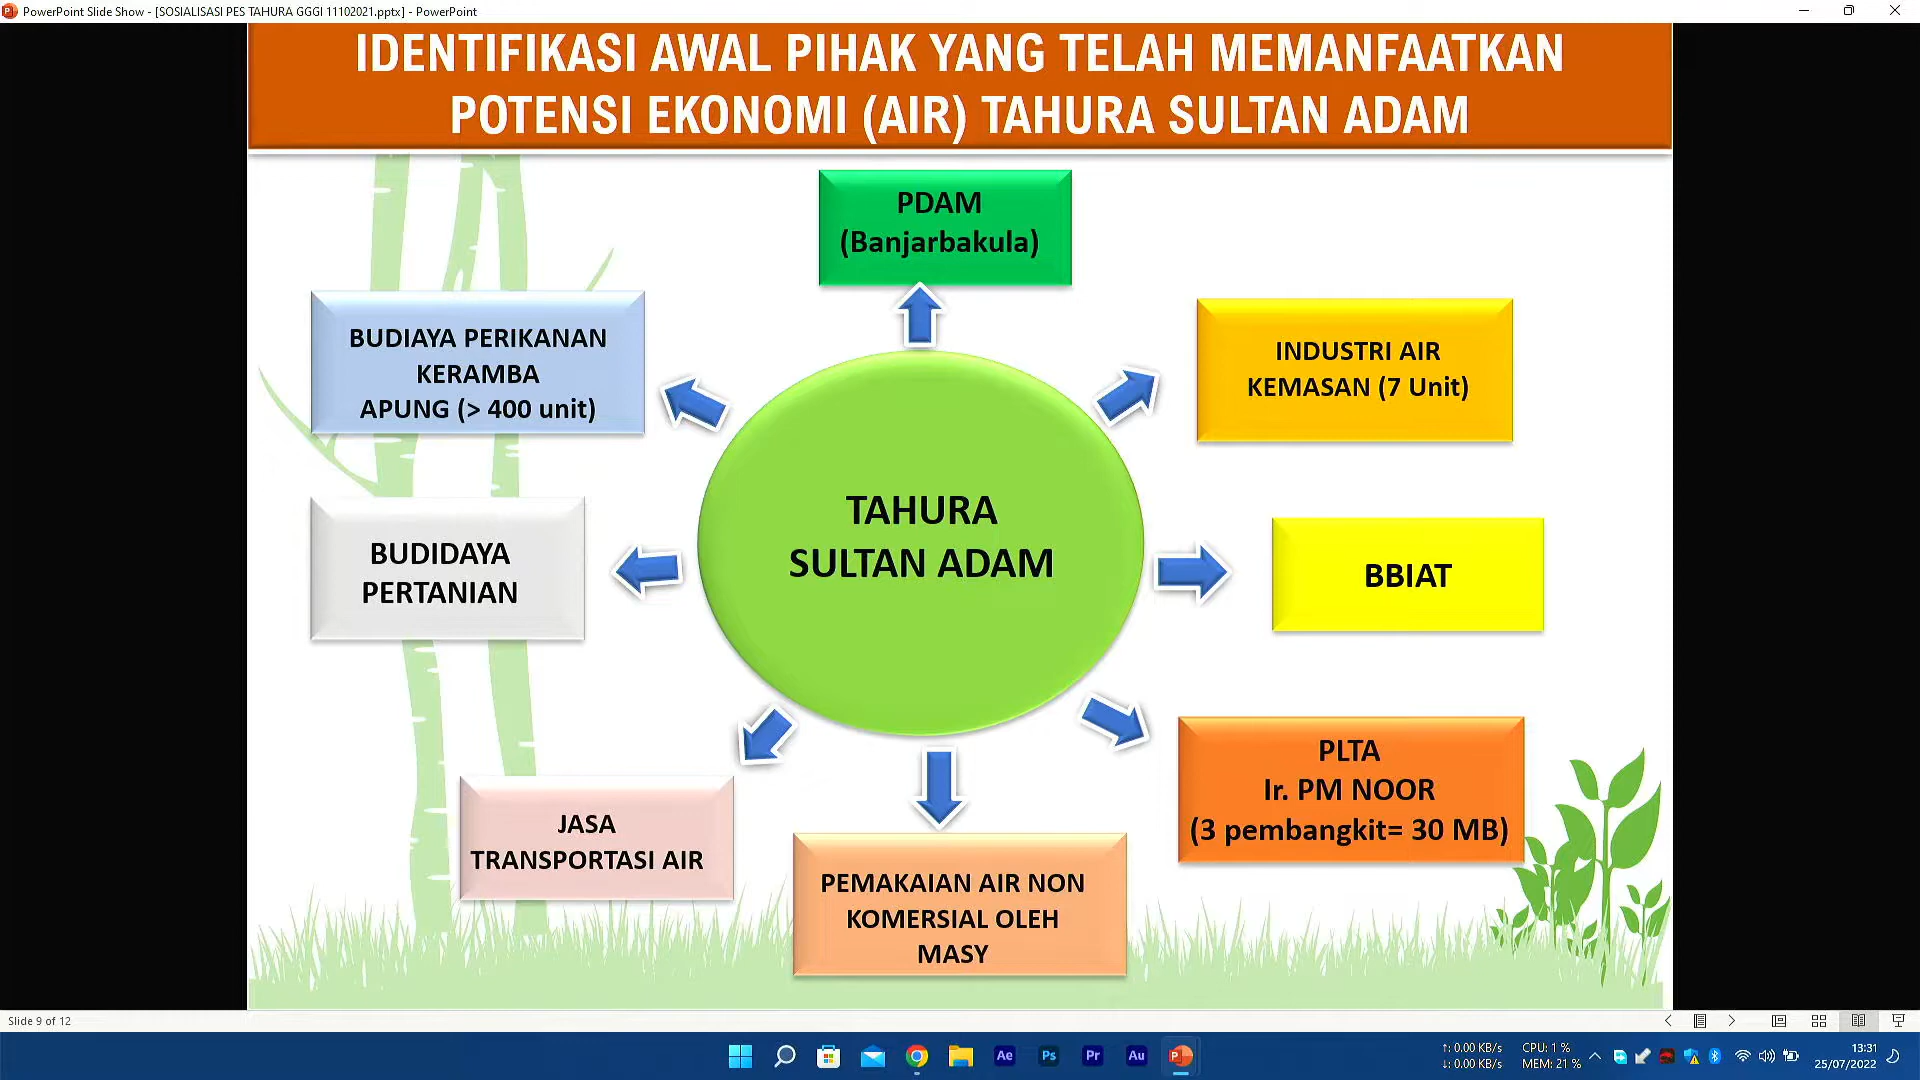 PowerPoint Slide Show - [SOSIALISASI PES TAHURA GGGI 11102021.pptx] - PowerPoint
IDENTIFIKASI AWAL PIHAK YANG TELAH MEMANFAATKAN
POTENSI EKONOMI (AIR) TAHURA SULTAN ADAM
PDAM
(Banjarbakula)
BUDIAYA PERIKANAN
KERAMBA
APUNG (> 400 unit)
INDUSTRI AIR
KEMASAN (7 Unit)
TAHURA
SULTAN ADAM
BUDIDAYA
PERTANIAN
BBIAT
PLTA
Ir. PM NOOR
(3 pembangkit= 30 MB)
JASA
TRANSPORTASI AIR
PEMAKAIAN AIR NON
KOMERSIAL OLEH
MASY
Slide 9 of 12
Ae
Ps
Pr
Au
↑: 0.00 KB/s
↓: 0.00 KB/s
CPU: 1 %
MEM: 21 %
13:31
25/07/2022